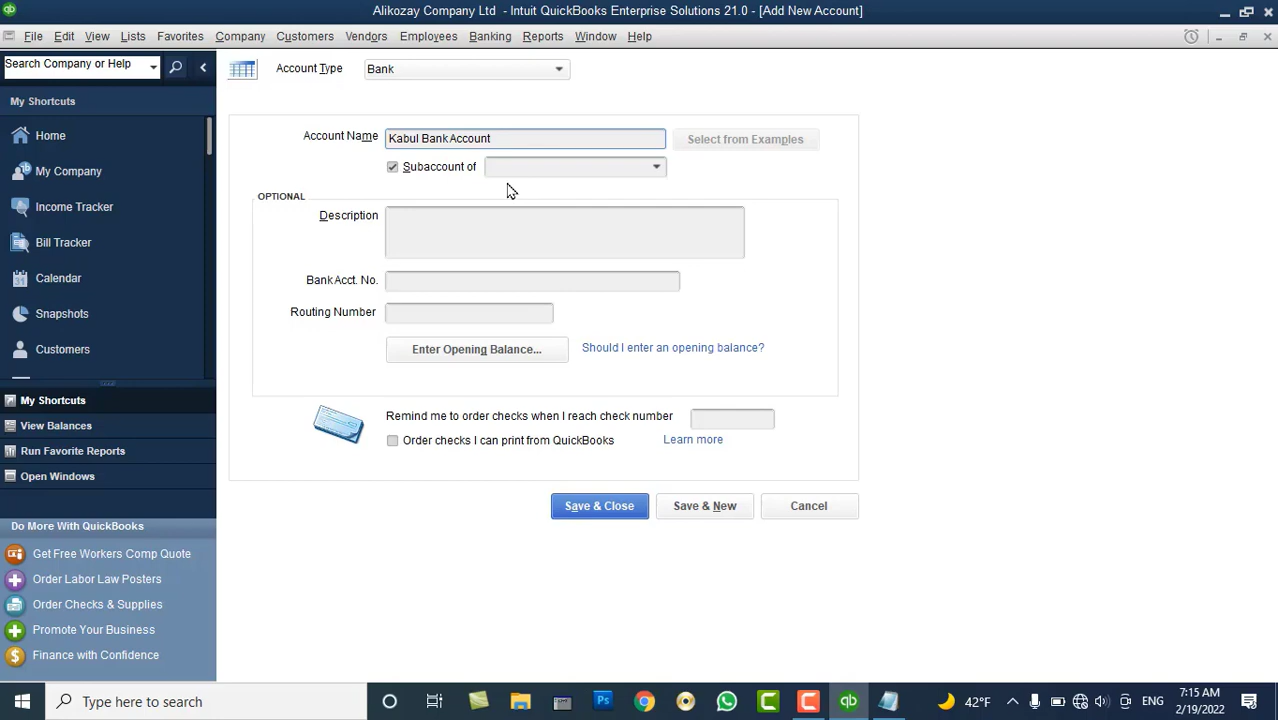 Alikozay Company Ltd - Intuit QuickBooks Enterprise Solutions 21.0 - [Add New Account]
File Edit View Lists Favorites Company Customers Vendors Employees Banking Reports Window Help
Search Company or Help
Account Type Bank
My Shortcuts
Account Name Kabul Bank Account Select from Examples
Home
Subaccount of
My Company
OPTIONAL
Income Tracker
Description
Bill Tracker
Calendar
Bank Acct. No.
Snapshots
Routing Number
Customers
Enter Opening Balance... Should I enter an opening balance?
My Shortcuts
Remind me to order checks when I reach check number
View Balances
Order checks I can print from QuickBooks Learn more
Run Favorite Reports
Open Windows
Save & Close Save & New Cancel
Do More With QuickBooks
Get Free Workers Comp Quote
Order Labor Law Posters
Order Checks & Supplies
Promote Your Business
Finance with Confidence
Type here to search
42°F
ENG
7:15 AM
2/19/2022